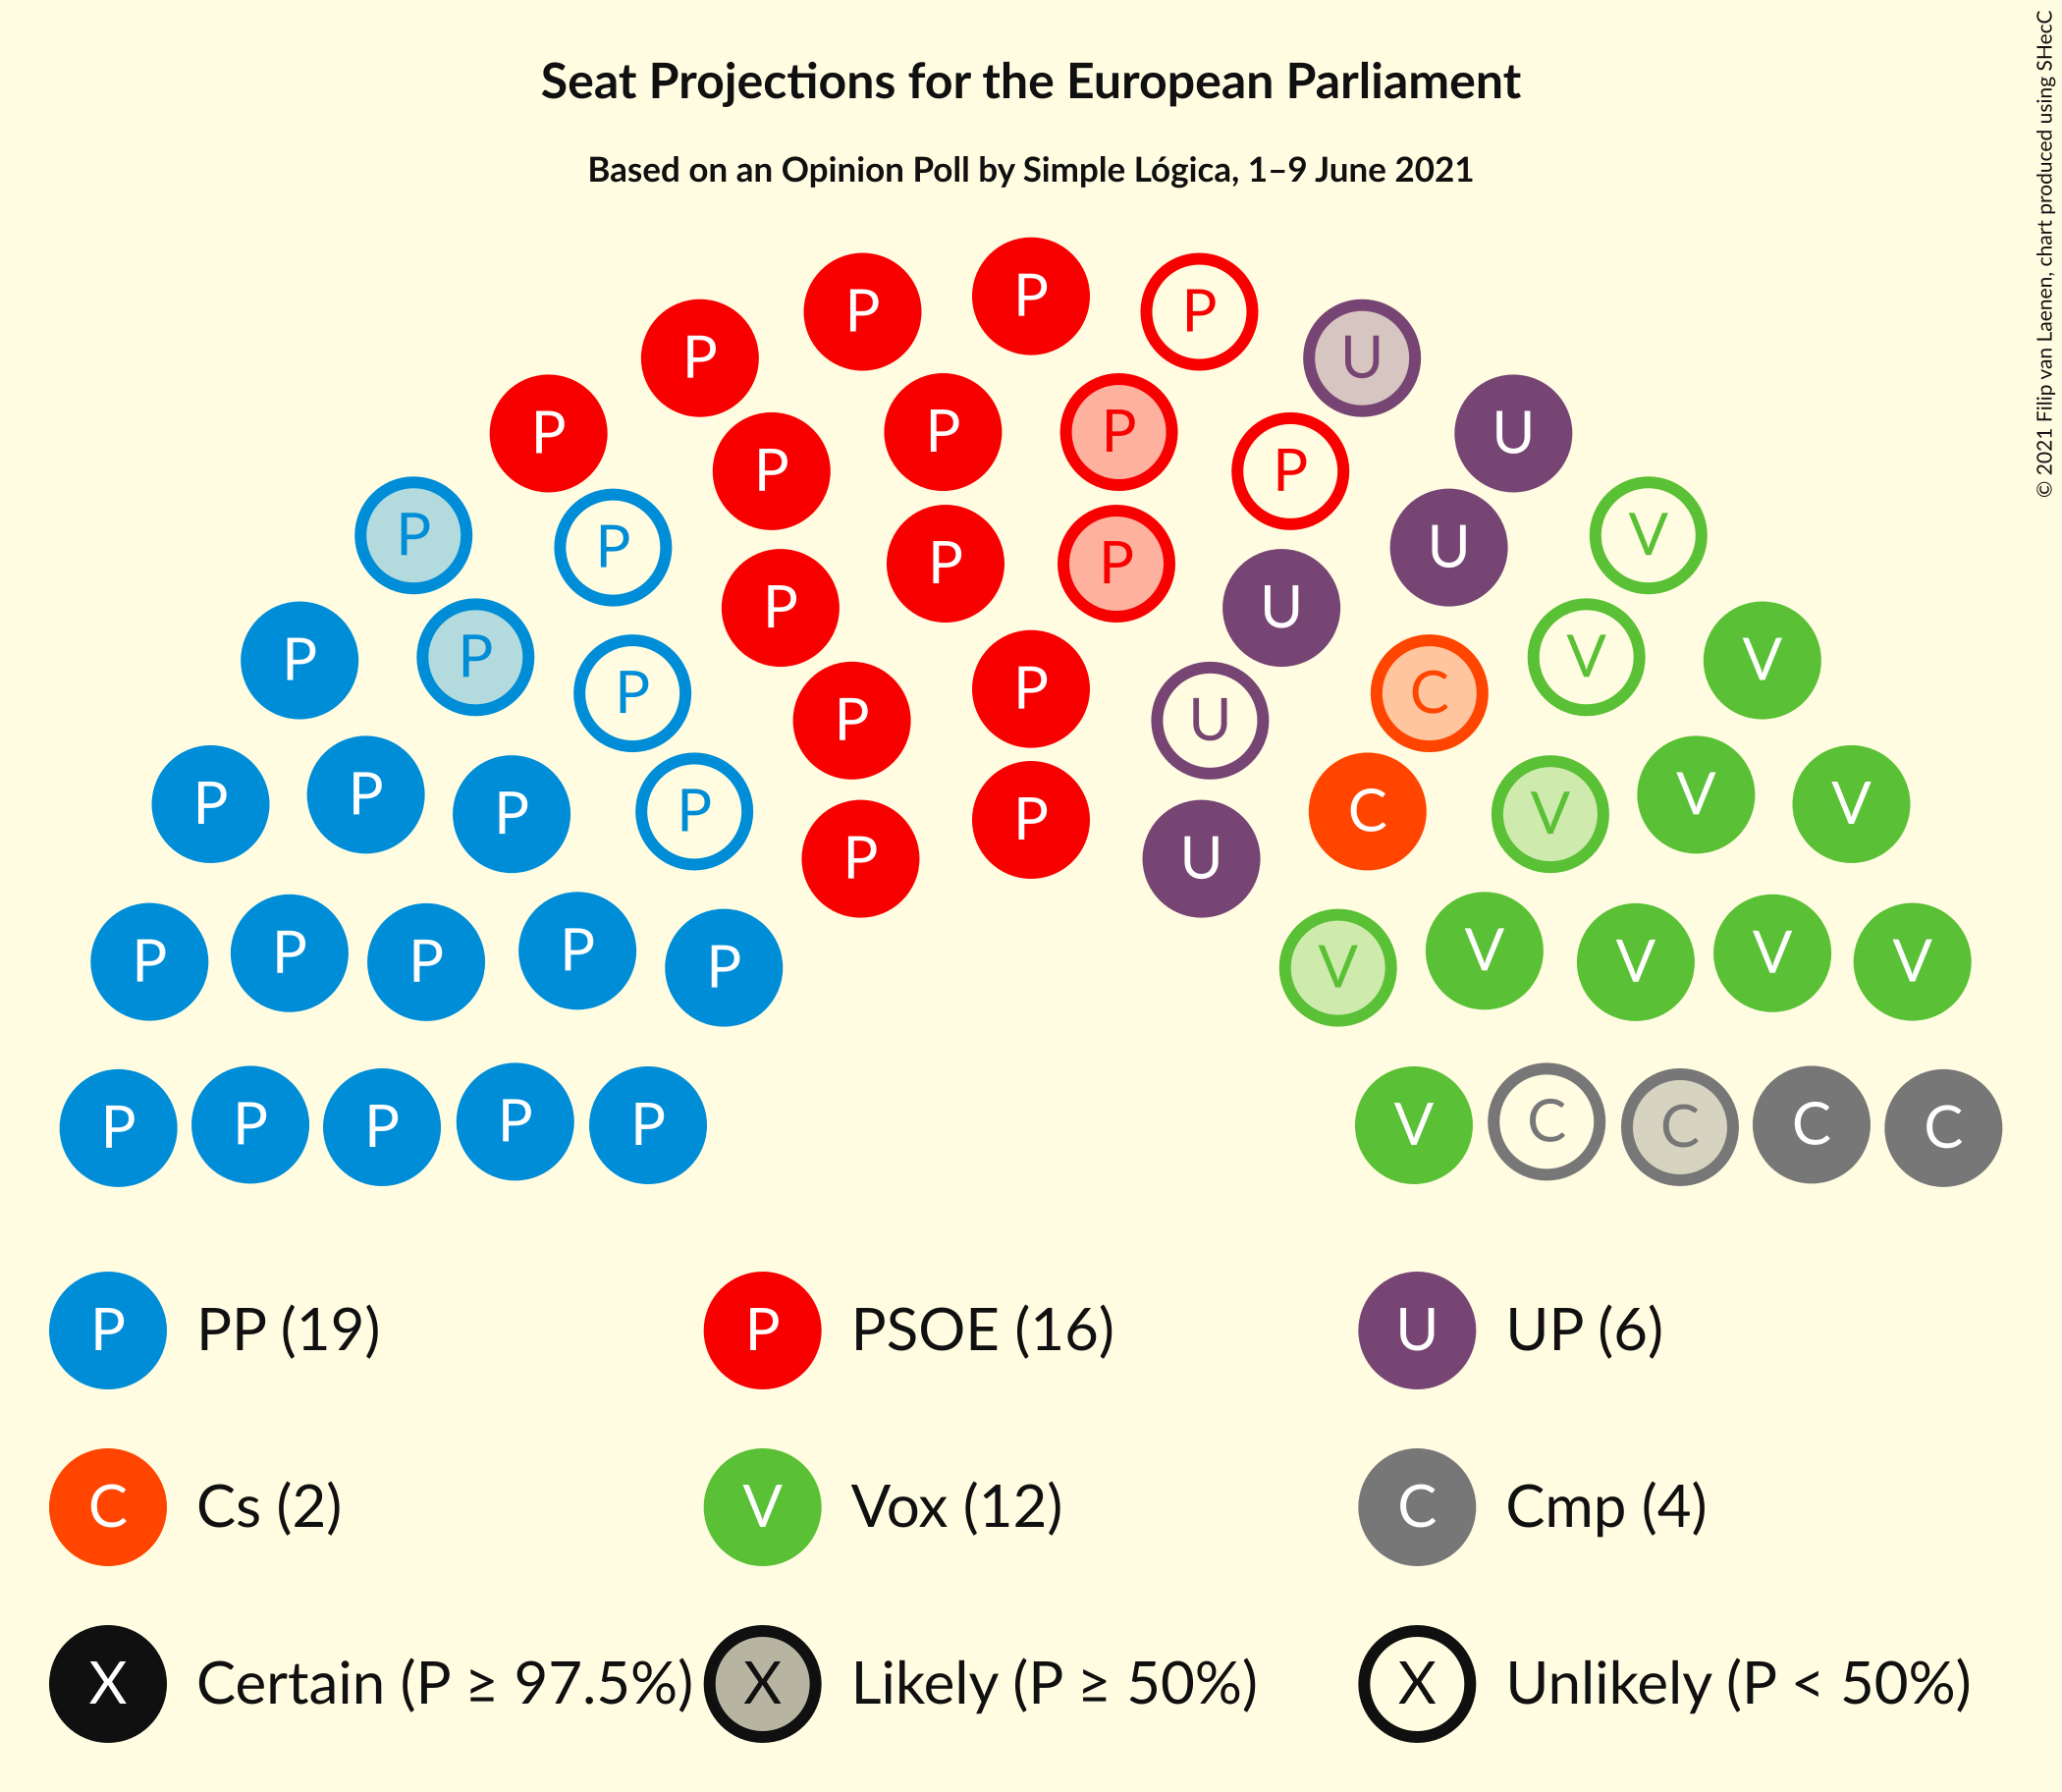 Seat Projections for the European Parliament
Based on an Opinion Poll by Simple Lógica, 1–9 June 2021
© 2021 Filip van Laenen, chart produced using SHecC
P
P P
P U
P P P U
P P
P V
P U
P P
P U
P P V V
P P C
P U
P P P P P C V V V
P U
P P P P P V V V V V
P P P P P V C C C C
P PP (19)
P PSOE (16)
U UP (6)
C Cs (2)
V Vox (12)
C Cmp (4)
X Certain (P ≥ 97.5%)
X Likely (P ≥ 50%)
X Unlikely (P < 50%)